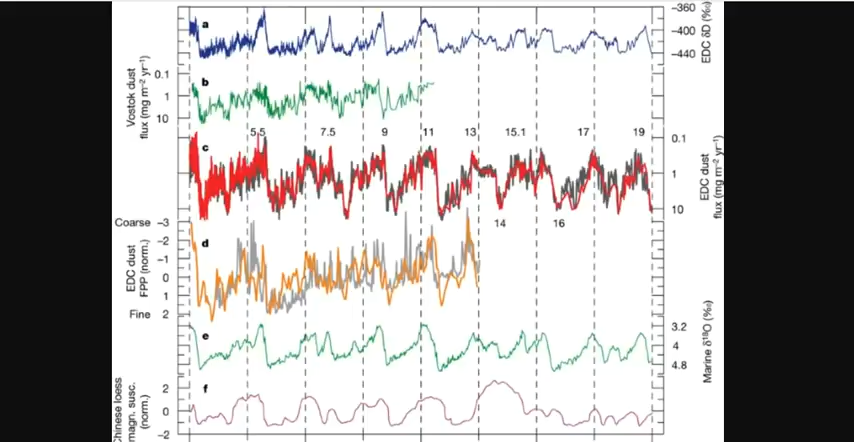 a
−360
−400
−440
EDC δD (‰)
Vostok dust
flux (mg m−2 yr−1)
0.1
1
10
b
5.5 7.5 9 11 13 15.1 17 19
c
0.1
1
10
EDC dust
flux (mg m−2 yr−1)
14 16
Coarse −3
−2
−1
0
1
Fine 2
EDC dust
FPP (norm.)
d
e
3.2
4
4.8
Marine δ18O (‰)
Chinese loess
magn. susc.
(norm.)
2
0
−2
f